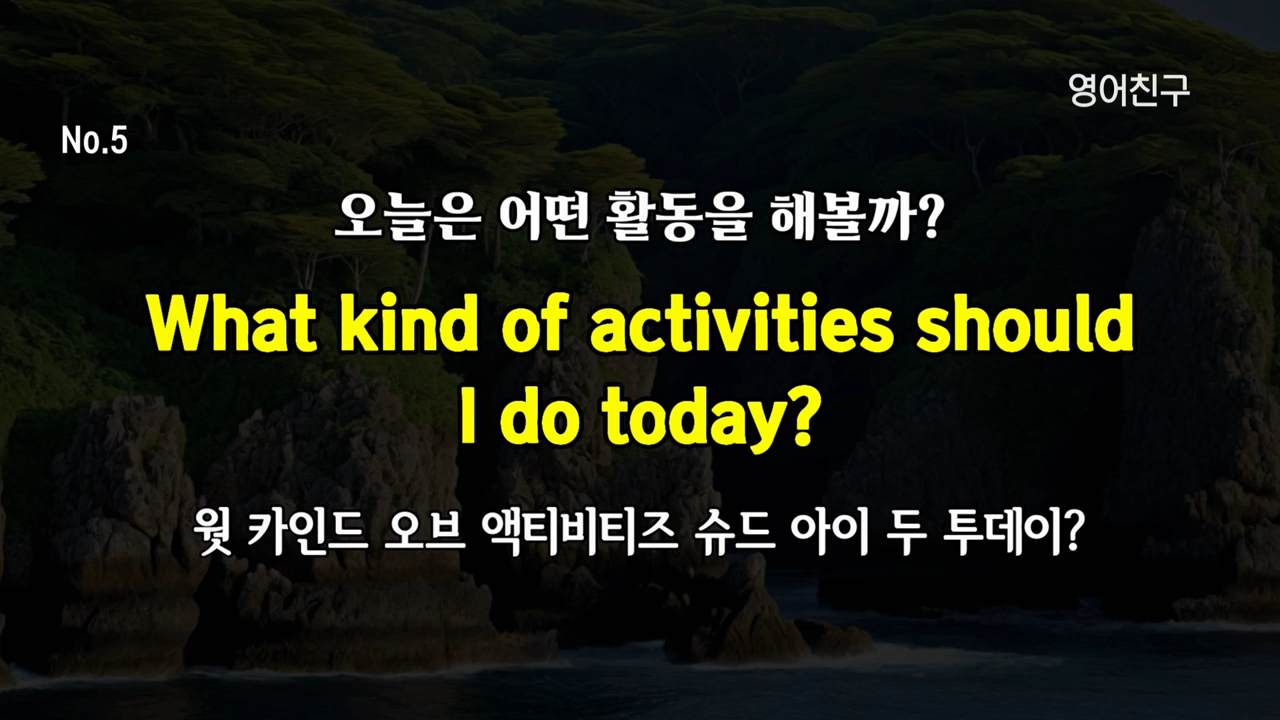 영어친구
No.5
오늘은 어떤 활동을 해볼까?
What kind of activities should
I do today?
웟 카인드 오브 액티비티즈 슈드 아이 두 투데이?